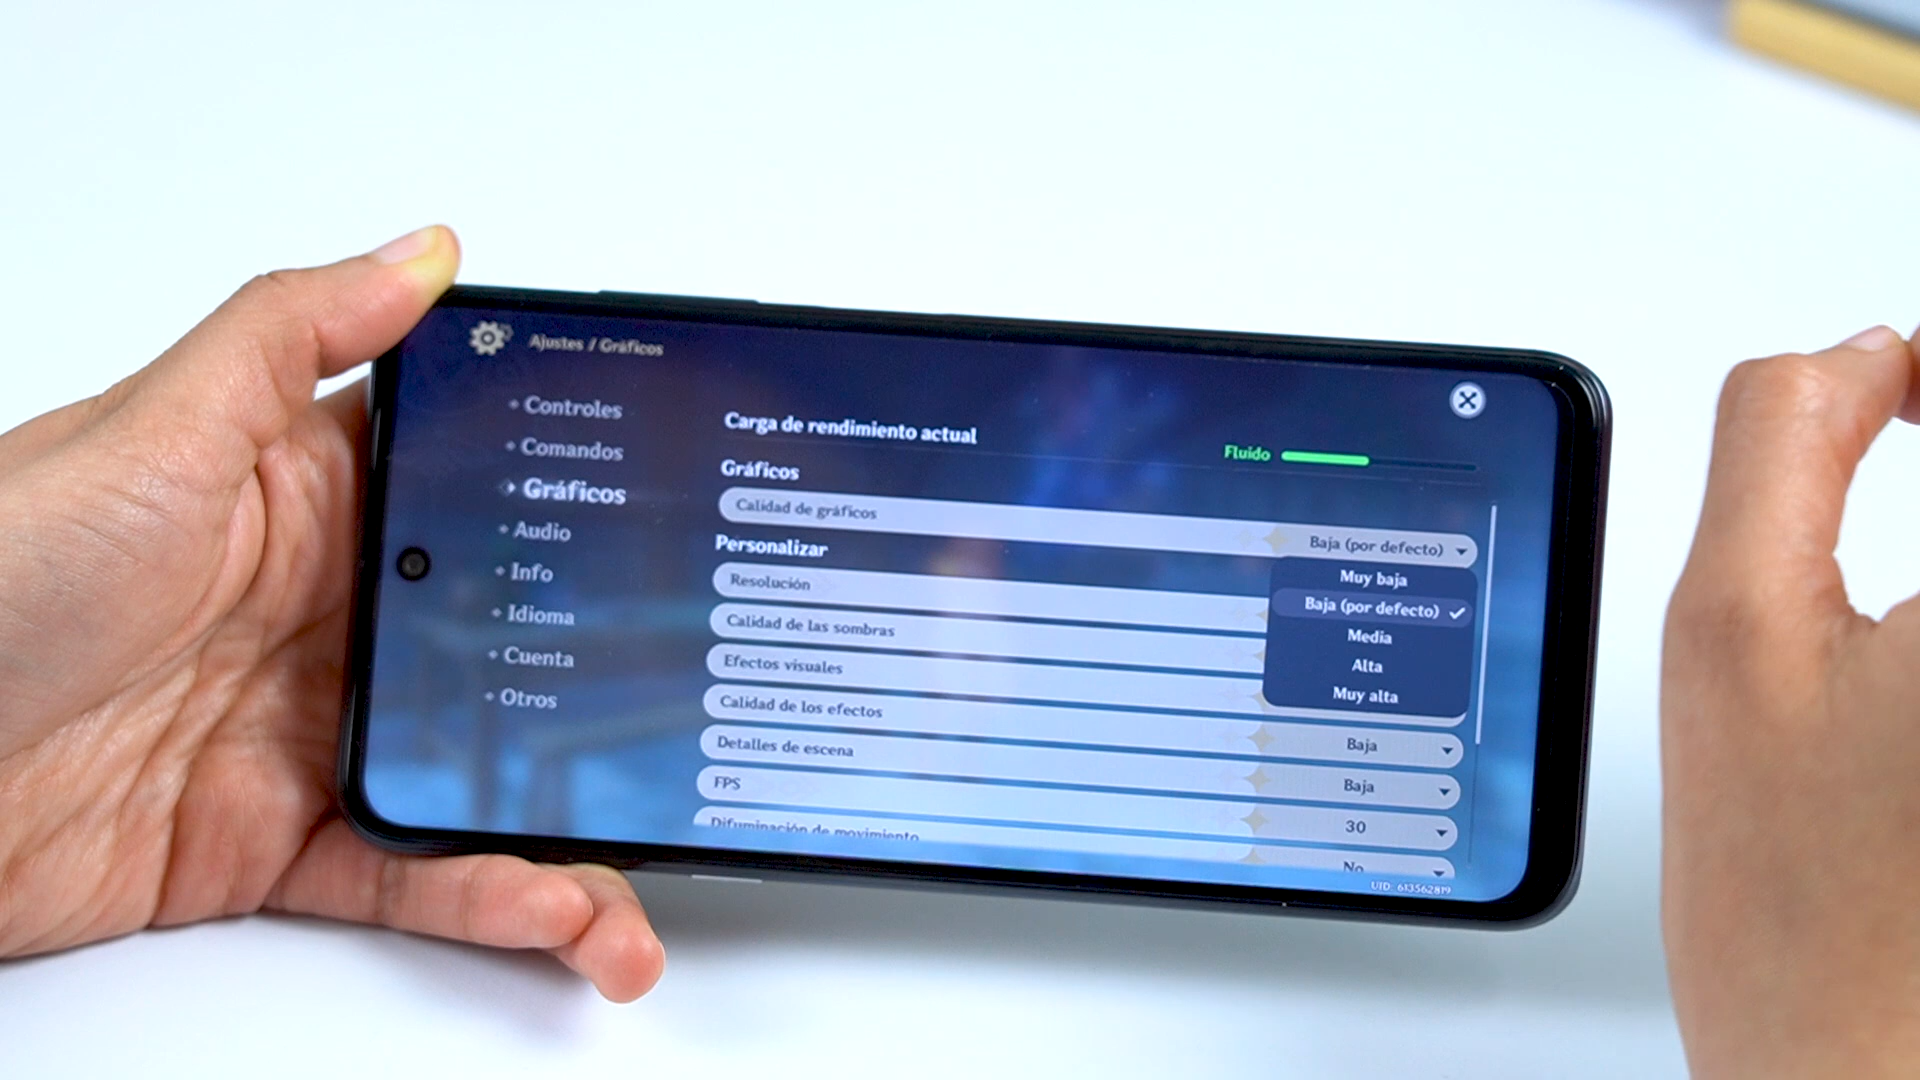 Ajustes / Gráficos
Controles
Comandos
Gráficos
Audio
Info
Idioma
Cuenta
Otros
Carga de rendimiento actual
Fluido
Gráficos
Calidad de gráficos
Baja (por defecto)
Muy baja
Baja (por defecto)
Media
Alta
Muy alta
Personalizar
Resolución
Calidad de las sombras
Efectos visuales
Calidad de los efectos
Baja
Detalles de escena
Baja
FPS
30
Difuminación de movimiento
No
UID: 613562819